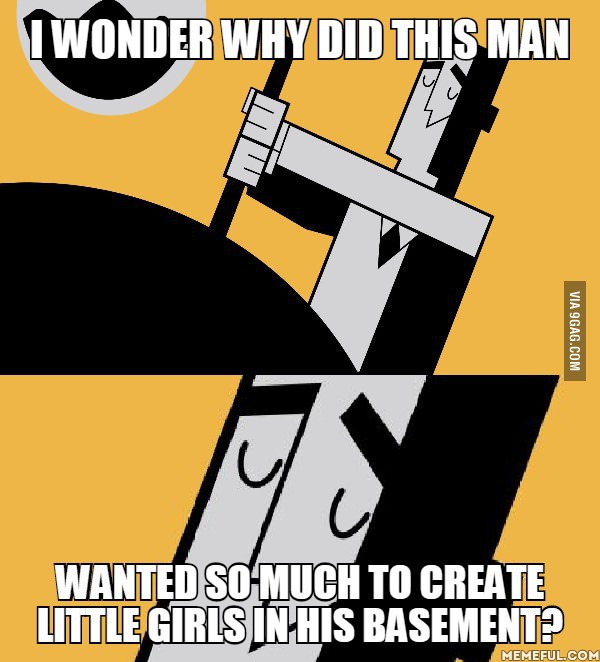 I WONDER WHY DID THIS MAN
VIA 9GAG.COM
WANTED SO MUCH TO CREATE
LITTLE GIRLS IN HIS BASEMENT?
MEMEFUL.COM